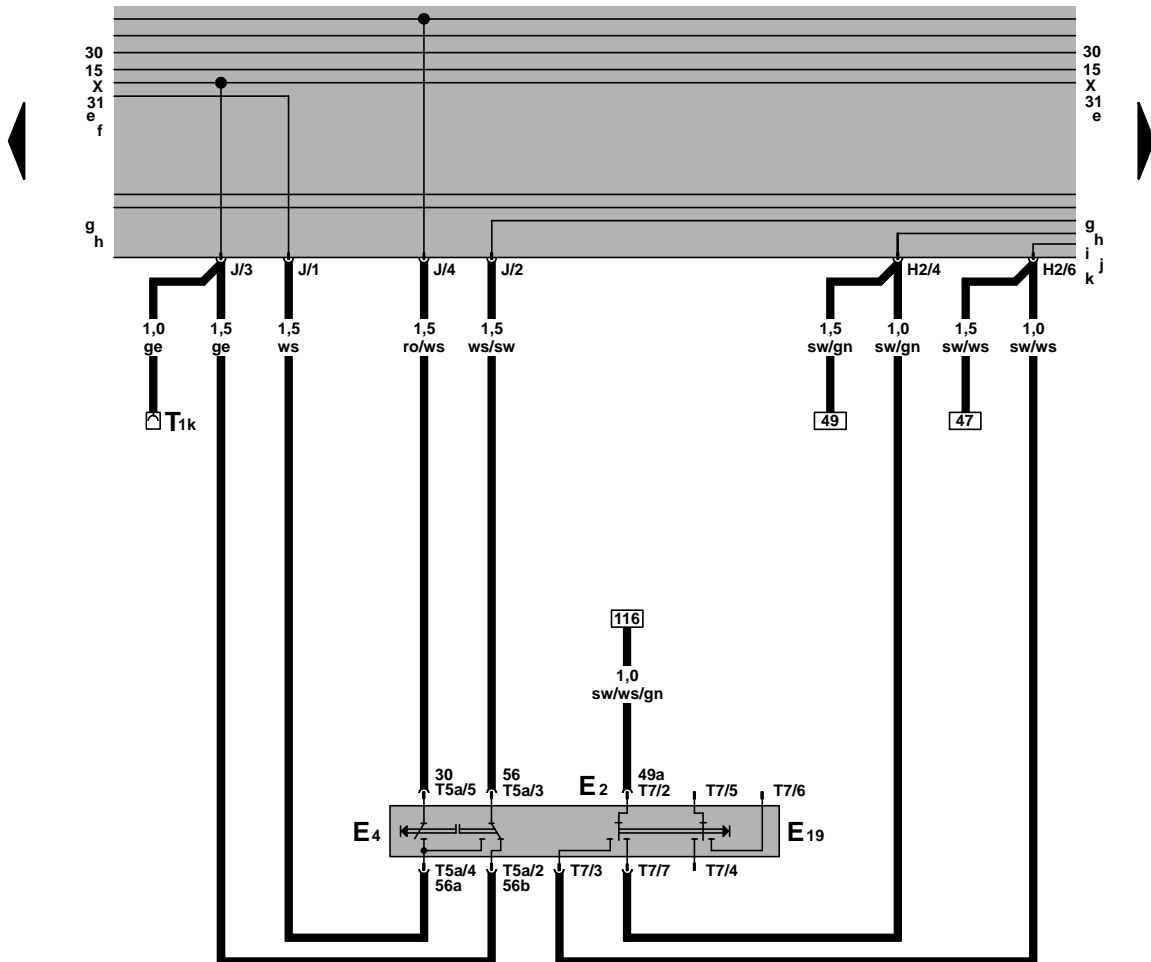 30 30
15 15
X X
31 31
e e
f
g g
h h
i
j
k
J/3 J/1 J/4 J/2 H2/4 H2/6
1,0 1,5 1,5 1,5 1,5 1,5 1,0 1,5 1,0
ge ge ws ro/ws ws/sw sw/gn sw/gn sw/ws sw/ws
T1k 49 47
116
1,0
sw/ws/gn
30 56 49a
T5a/5 T5a/3 E2 T7/2 T7/5 T7/6
E4 E19
T5a/4 T5a/2 T7/3 T7/7 T7/4
56a 56b